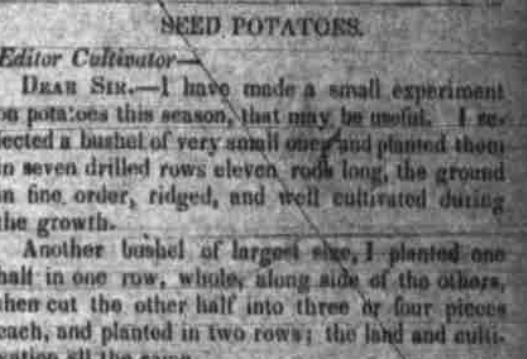 SEED POTATOES.
Editor Cultivator—
DEAR SIR.—I have made a small experiment
on potatoes this season, that may be useful. I se-
lected a bushel of very small ones and planted them
in seven drilled rows eleven rods long, the ground
in fine order, ridged, and well cultivated during
the growth.
Another bushel of largest size, I planted one
half in one row, whole, along side of the others,
then cut the other half into three or four pieces
each, and planted in two rows; the land and culti-
vation all the same